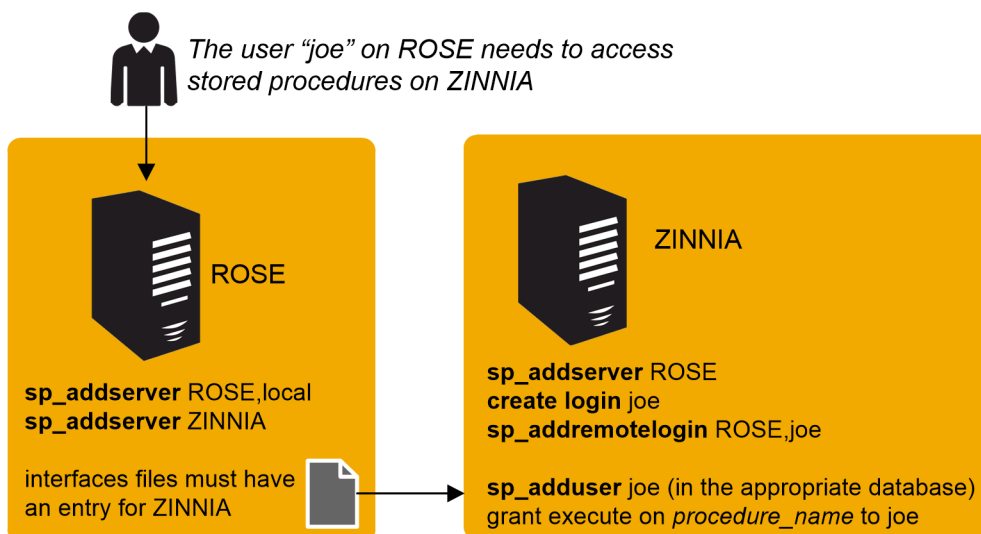 The user “joe” on ROSE needs to access
stored procedures on ZINNIA
ROSE
sp_addserver ROSE,local
sp_addserver ZINNIA
interfaces files must have
an entry for ZINNIA
ZINNIA
sp_addserver ROSE
create login joe
sp_addremotelogin ROSE,joe
sp_adduser joe (in the appropriate database)
grant execute on procedure_name to joe